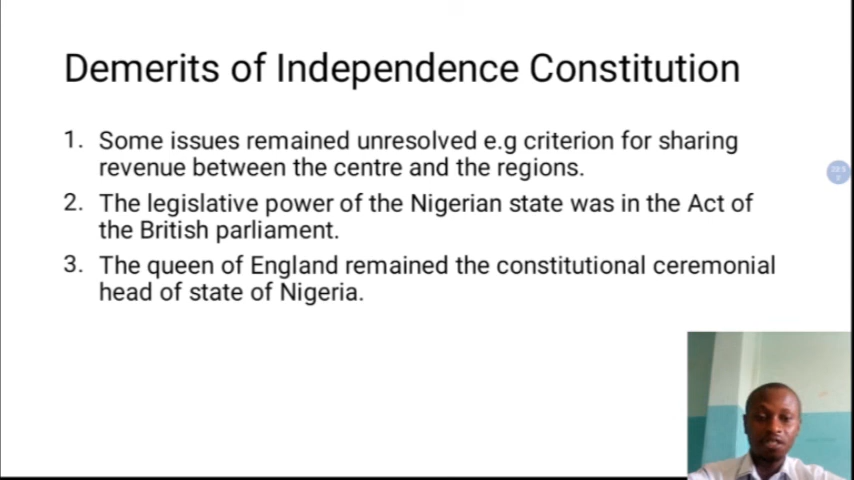 Demerits of Independence Constitution
1. Some issues remained unresolved e.g criterion for sharing
revenue between the centre and the regions.
2. The legislative power of the Nigerian state was in the Act of
the British parliament.
3. The queen of England remained the constitutional ceremonial
head of state of Nigeria.